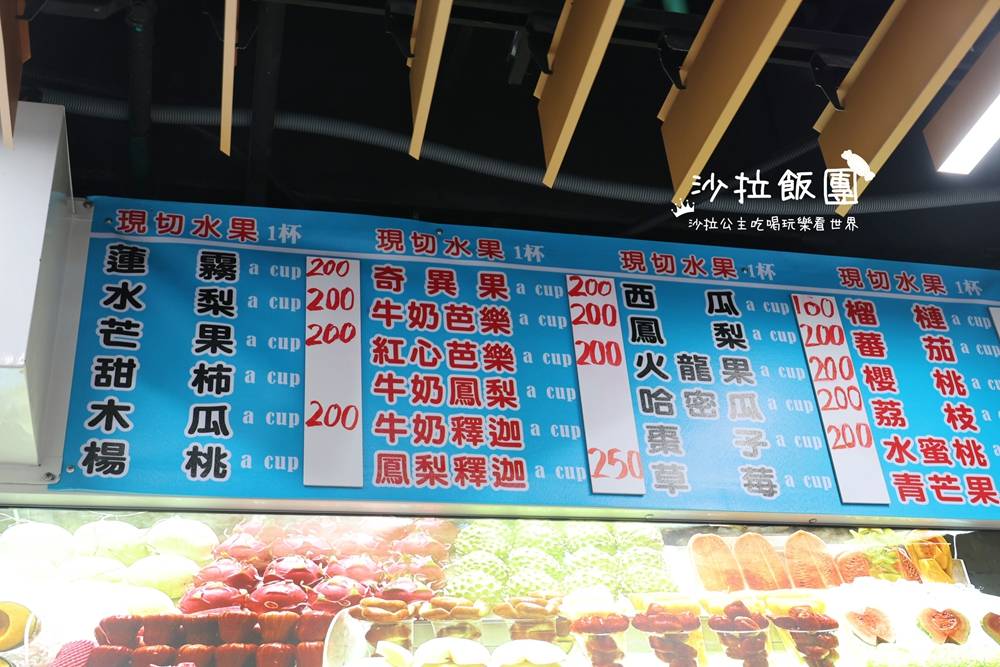 沙拉飯團
沙拉公主吃喝玩樂看世界
現切水果 1杯
蓮霧 a cup 200
水梨 a cup 200
芒果 a cup 200
甜柿 a cup
木瓜 a cup 200
楊桃 a cup
現切水果 1杯
奇異果 a cup 200
牛奶芭樂 a cup 200
紅心芭樂 a cup 200
牛奶鳳梨 a cup
牛奶釋迦 a cup
鳳梨釋迦 a cup 250
現切水果 1杯
西瓜 a cup 100
鳳梨 a cup 200
火龍果 a cup 200
哈密瓜 a cup 200
棗子 a cup 200
草莓 a cup
現切水果 1杯
榴槤 a cup
蕃茄 a cup
櫻桃 a cup
荔枝 a cup
水蜜桃 a cup
青芒果